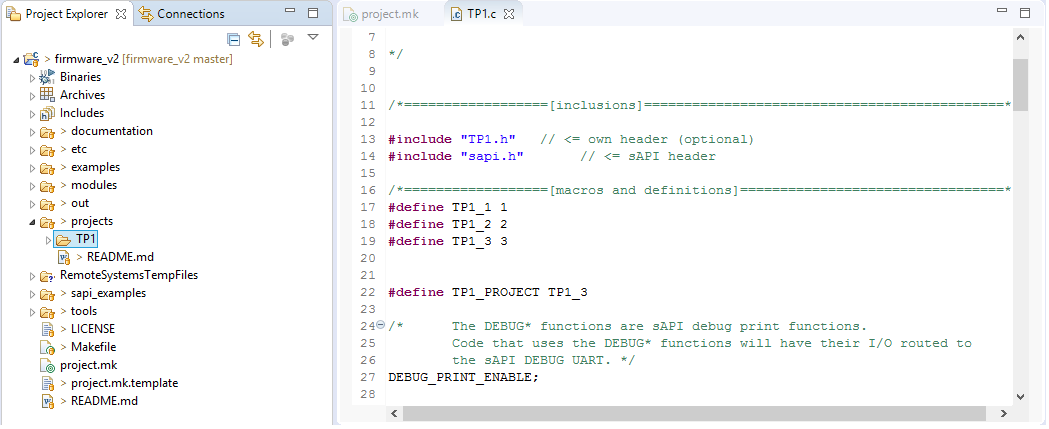 Project Explorer
Connections
> firmware_v2 [firmware_v2 master]
Binaries
Archives
Includes
> documentation
> etc
> examples
> modules
> out
> projects
TP1
> README.md
RemoteSystemsTempFiles
> sapi_examples
> tools
> LICENSE
> Makefile
project.mk
> project.mk.template
> README.md
project.mk
TP1.c
7
8 */
9
10
11 /*==================[inclusions]=============================================*
12
13 #include "TP1.h"   // <= own header (optional)
14 #include "sapi.h"       // <= sAPI header
15
16 /*==================[macros and definitions]=================================*
17 #define TP1_1 1
18 #define TP1_2 2
19 #define TP1_3 3
20
21
22 #define TP1_PROJECT TP1_3
23
24 /*      The DEBUG* functions are sAPI debug print functions.
25         Code that uses the DEBUG* functions will have their I/O routed to
26         the sAPI DEBUG UART. */
27 DEBUG_PRINT_ENABLE;
28